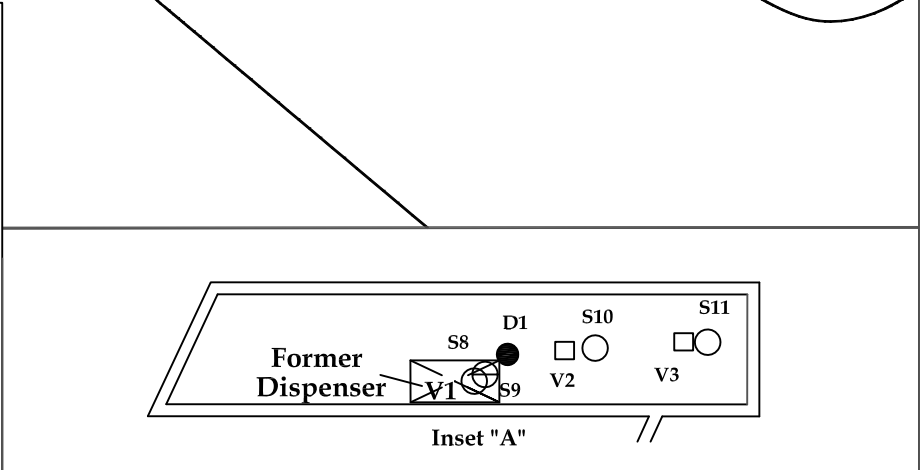 S11
S10
D1
S8
Former
Dispenser
V1
S9
V2
V3
Inset "A"